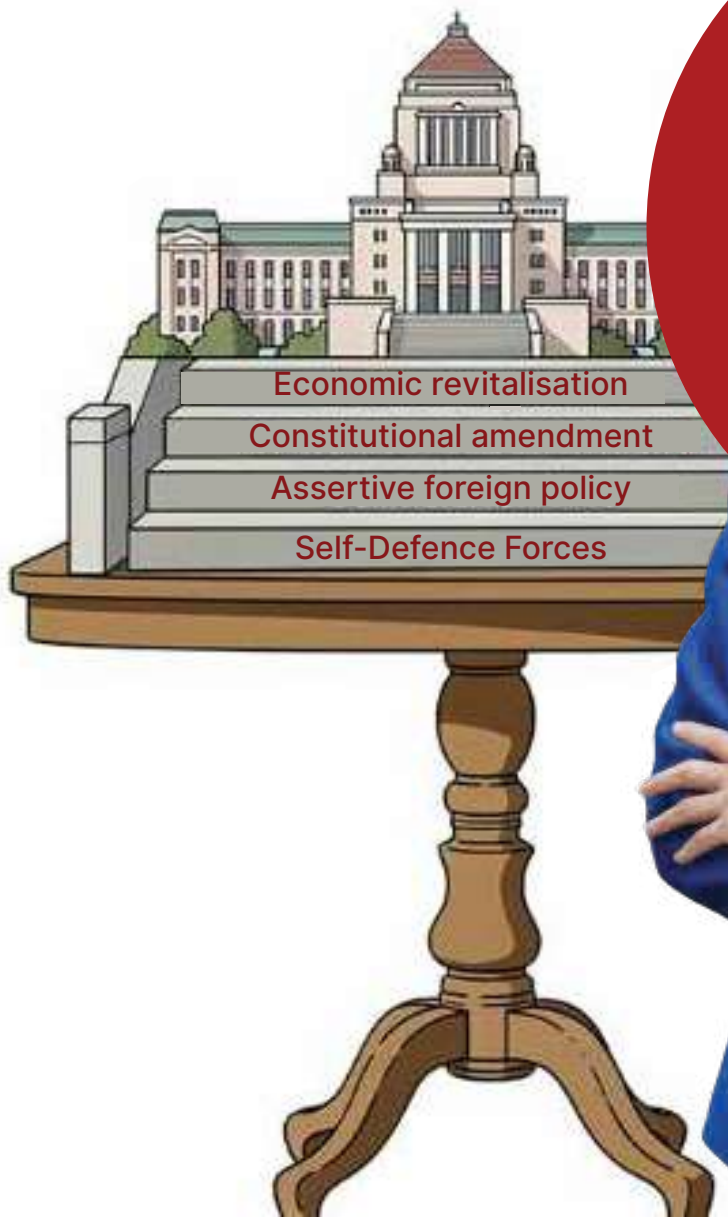 Economic revitalisation
Constitutional amendment
Assertive foreign policy
Self-Defence Forces